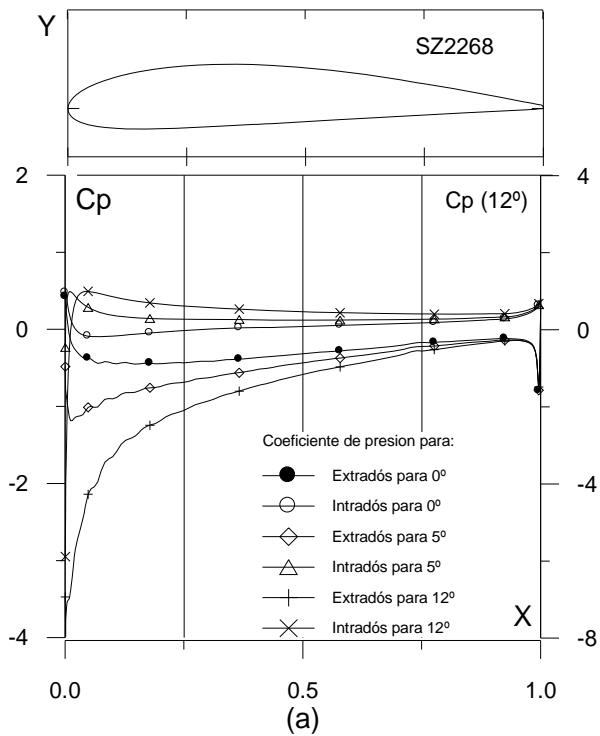 Y
SZ2268
2
4
Cp
Cp (12º)
0
0
-2
-4
Coeficiente de presion para:
Extradós para 0º
Intradós para 0º
Extradós para 5º
Intradós para 5º
Extradós para 12º
Intradós para 12º
X
-4
-8
0.0
0.5
1.0
(a)